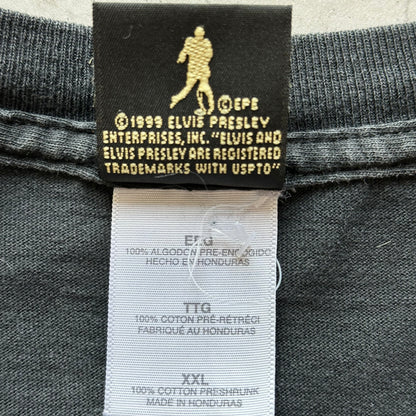 ©EPE
©1999 ELVIS PRESLEY
ENTERPRISES, INC. "ELVIS AND
ELVIS PRESLEY ARE REGISTERED
TRADEMARKS WITH USPTO"
EEG
100% ALGODON PRE-ENCOGIDO
HECHO EN HONDURAS
TTG
100% COTON PRÉ-RÉTRÉCI
FABRIQUÉ AU HONDURAS
XXL
100% COTTON PRESHRUNK
MADE IN HONDURAS